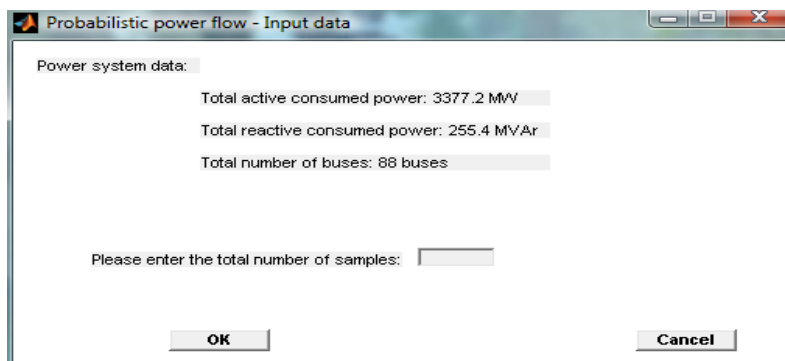 Probabilistic power flow - Input data
Power system data:
Total active consumed power: 3377.2 MW
Total reactive consumed power: 255.4 MVAr
Total number of buses: 88 buses
Please enter the total number of samples:
OK
Cancel